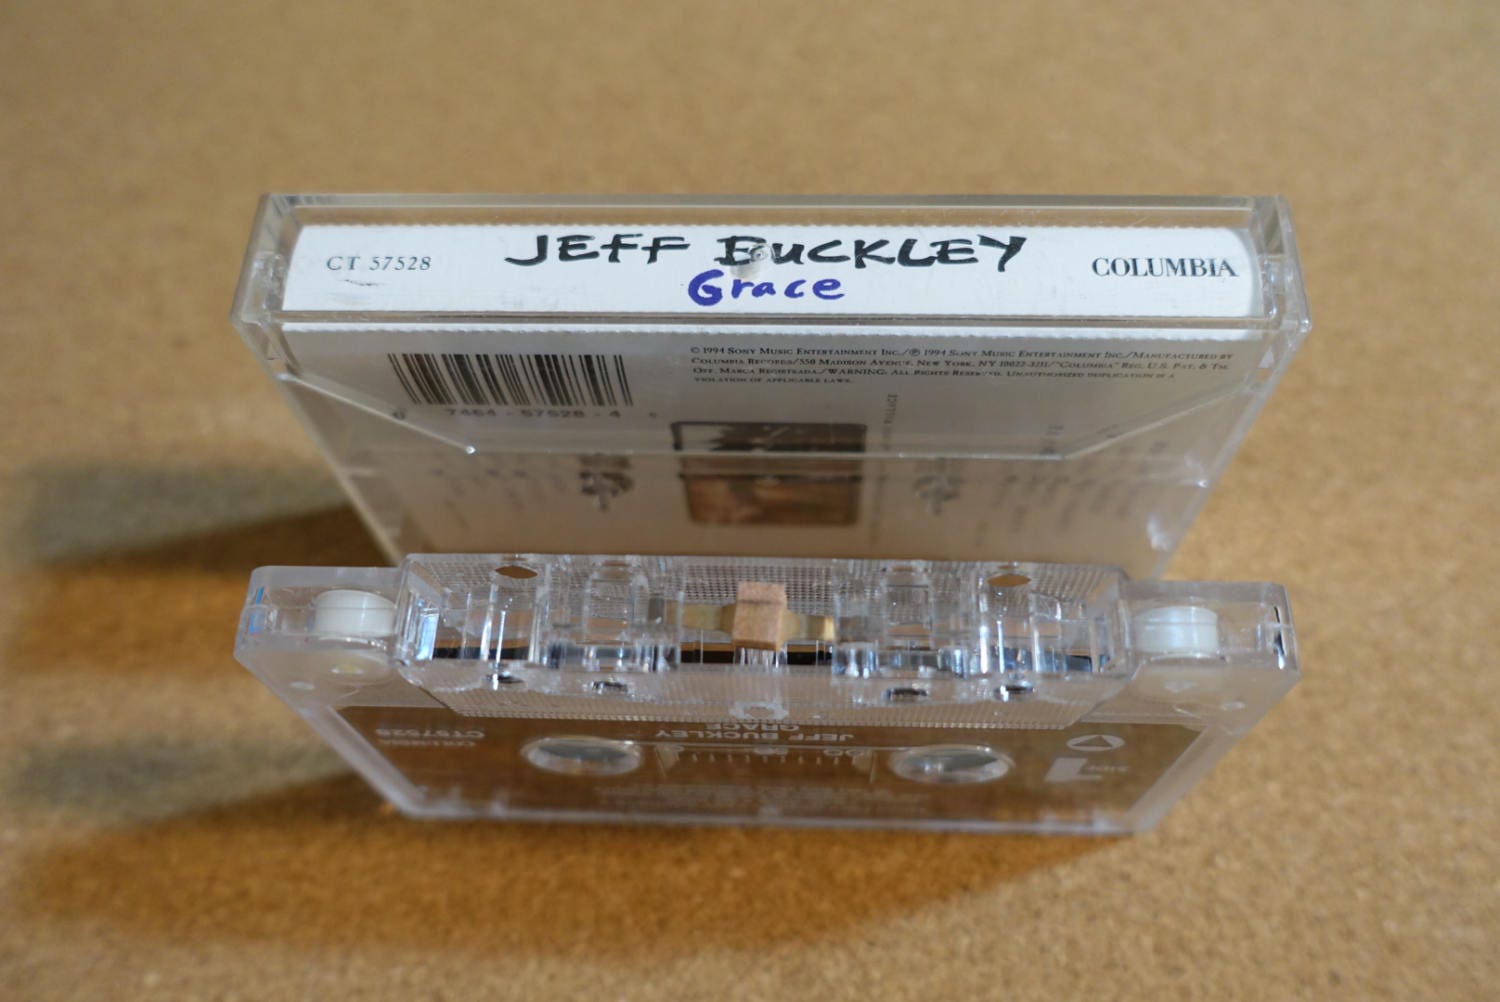 CT 57528
JEFF BUCKLEY
Grace
COLUMBIA
© 1994 Sony Music Entertainment Inc./℗ 1994 Sony Music Entertainment Inc./Manufactured by
Columbia Records/550 Madison Avenue, New York, NY 10022-3211/"Columbia" Reg. U.S. Pat. & Tm.
Off. Marca Registrada./WARNING: All Rights Reserved. Unauthorized duplication is a
violation of applicable laws.
7464-57528-4
GRACE
JEFF BUCKLEY
COLUMBIA
CT57528